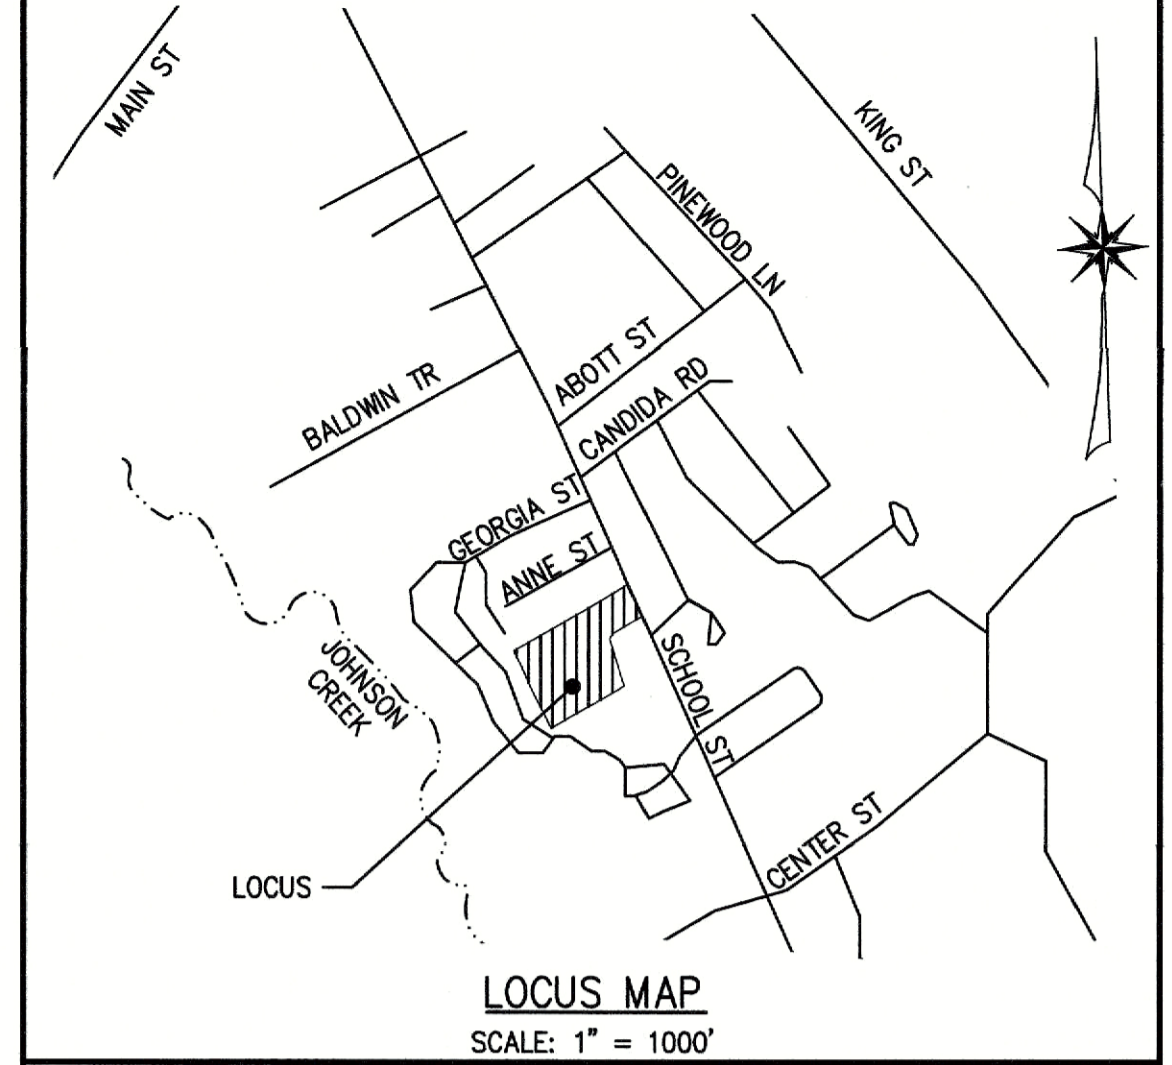 MAIN ST
KING ST
PINEWOOD LN
ABOTT ST
CANDIDA RD
BALDWIN TR
GEORGIA ST
ANNE ST
JOHNSON
CREEK
SCHOOL ST
CENTER ST
LOCUS
LOCUS MAP
SCALE: 1" = 1000'